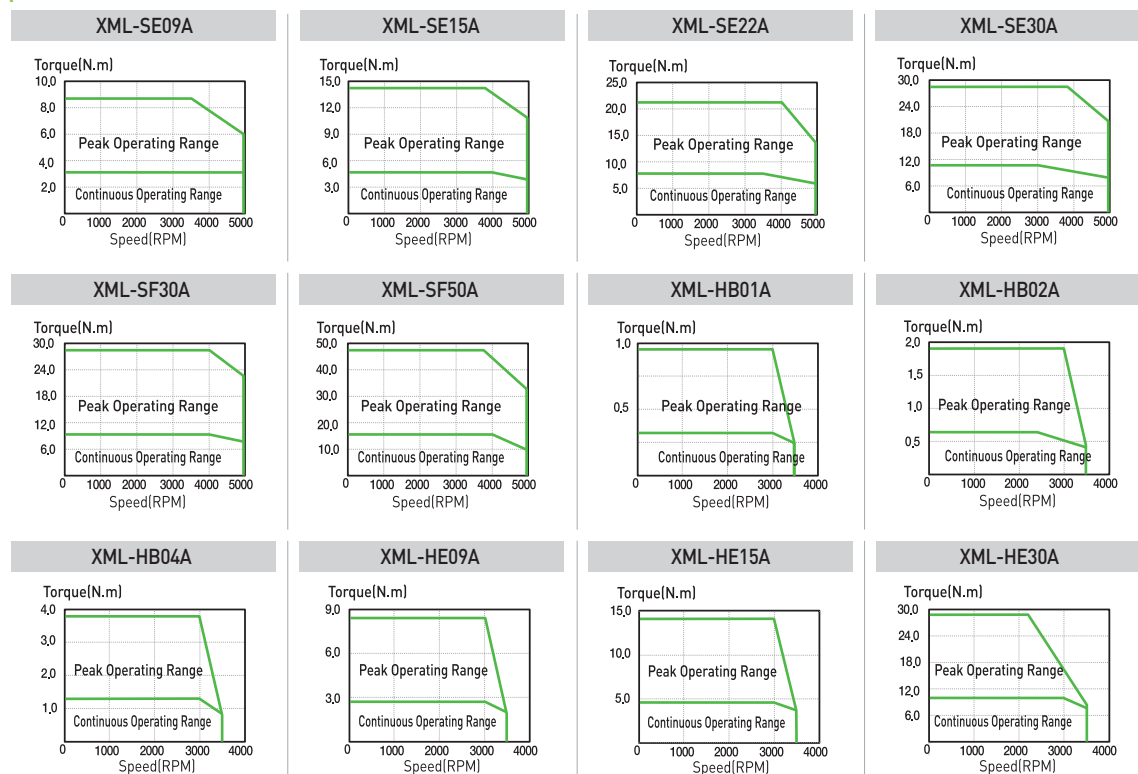 XML-SE09A
Torque(N.m)
10,0
8,0
6,0
4,0
2,0
Peak Operating Range
Continuous Operating Range
0 1000 2000 3000 4000 5000
Speed(RPM)
XML-SE15A
Torque(N.m)
15,0
12,0
9,0
6,0
3,0
Peak Operating Range
Continuous Operating Range
0 1000 2000 3000 4000 5000
Speed(RPM)
XML-SE22A
Torque(N.m)
25,0
20,0
15,0
10,0
5,0
Peak Operating Range
Continuous Operating Range
0 1000 2000 3000 4000 5000
Speed(RPM)
XML-SE30A
Torque(N.m)
30,0
24,0
18,0
12,0
6,0
Peak Operating Range
Continuous Operating Range
0 1000 2000 3000 4000 5000
Speed(RPM)
XML-SF30A
Torque(N.m)
30,0
24,0
18,0
12,0
6,0
Peak Operating Range
Continuous Operating Range
0 1000 2000 3000 4000 5000
Speed(RPM)
XML-SF50A
Torque(N.m)
50,0
40,0
30,0
20,0
10,0
Peak Operating Range
Continuous Operating Range
0 1000 2000 3000 4000 5000
Speed(RPM)
XML-HB01A
Torque(N.m)
1,0
0,5
Peak Operating Range
Continuous Operating Range
0 1000 2000 3000 4000
Speed(RPM)
XML-HB02A
Torque(N.m)
2,0
1,5
1,0
0,5
Peak Operating Range
Continuous Operating Range
0 1000 2000 3000 4000
Speed(RPM)
XML-HB04A
Torque(N.m)
4,0
3,0
2,0
1,0
Peak Operating Range
Continuous Operating Range
0 1000 2000 3000 4000
Speed(RPM)
XML-HE09A
Torque(N.m)
9,0
6,0
3,0
Peak Operating Range
Continuous Operating Range
0 1000 2000 3000 4000
Speed(RPM)
XML-HE15A
Torque(N.m)
15,0
10,0
5,0
Peak Operating Range
Continuous Operating Range
0 1000 2000 3000 4000
Speed(RPM)
XML-HE30A
Torque(N.m)
30,0
24,0
18,0
12,0
6,0
Peak Operating Range
Continuous Operating Range
0 1000 2000 3000 4000
Speed(RPM)